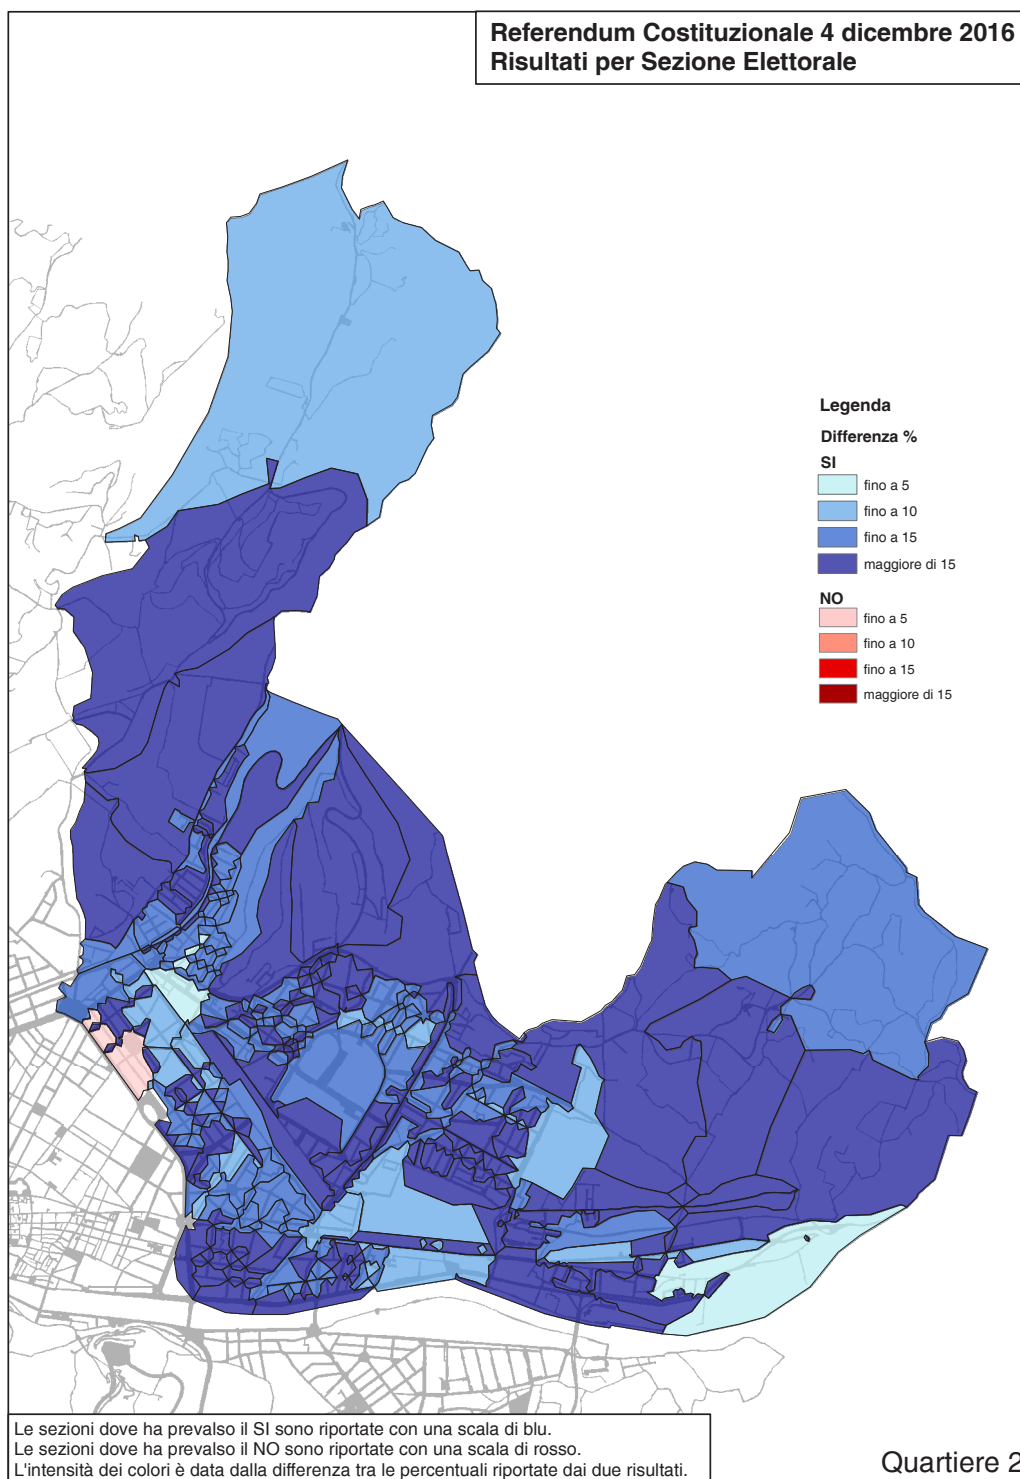 Referendum Costituzionale 4 dicembre 2016
Risultati per Sezione Elettorale
Legenda
Differenza %
SI
fino a 5
fino a 10
fino a 15
maggiore di 15
NO
fino a 5
fino a 10
fino a 15
maggiore di 15
Le sezioni dove ha prevalso il SI sono riportate con una scala di blu.
Le sezioni dove ha prevalso il NO sono riportate con una scala di rosso.
L'intensità dei colori è data dalla differenza tra le percentuali riportate dai due risultati.
Quartiere 2